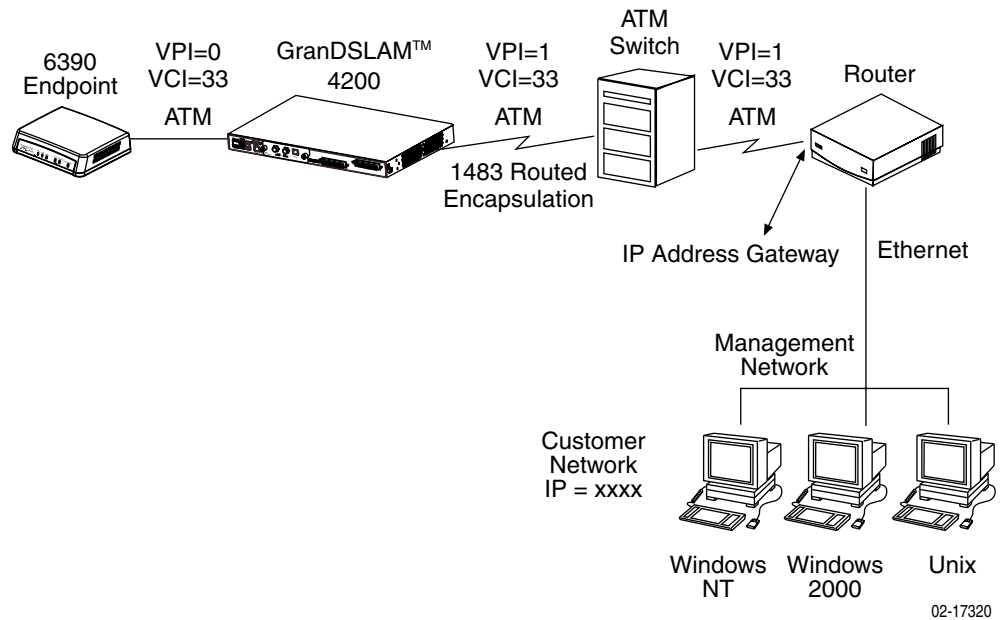 6390
Endpoint
VPI=0
VCI=33
ATM
GranDSLAM™
4200
VPI=1
VCI=33
ATM
1483 Routed
Encapsulation
ATM
Switch
VPI=1
VCI=33
ATM
Router
IP Address Gateway
Ethernet
Management
Network
Customer
Network
IP = xxxx
Windows
NT
Windows
2000
Unix
02-17320